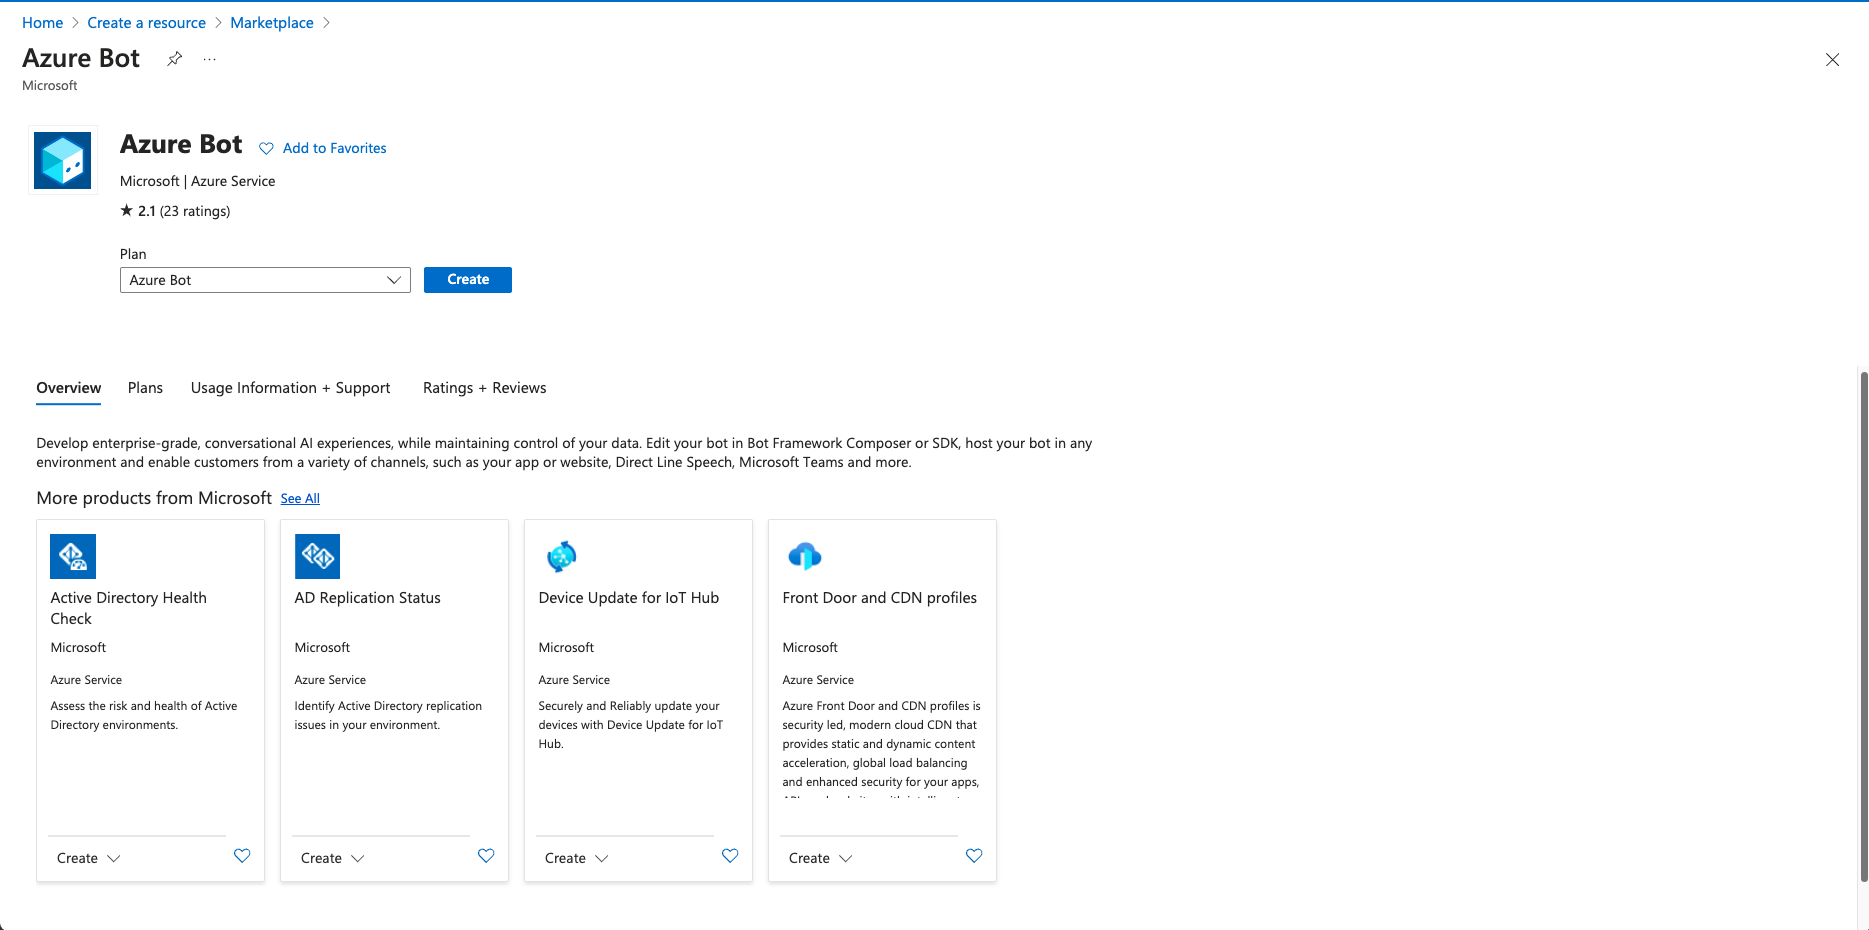 Home > Create a resource > Marketplace >
Azure Bot ...
Microsoft
Azure Bot Add to Favorites
Microsoft | Azure Service
★ 2.1 (23 ratings)
Plan
Azure Bot Create
Overview Plans Usage Information + Support Ratings + Reviews
Develop enterprise-grade, conversational AI experiences, while maintaining control of your data. Edit your bot in Bot Framework Composer or SDK, host your bot in any
environment and enable customers from a variety of channels, such as your app or website, Direct Line Speech, Microsoft Teams and more.
More products from Microsoft See All
Active Directory Health
Check
Microsoft
Azure Service
Assess the risk and health of Active
Directory environments.
Create
AD Replication Status
Microsoft
Azure Service
Identify Active Directory replication
issues in your environment.
Create
Device Update for IoT Hub
Microsoft
Azure Service
Securely and Reliably update your
devices with Device Update for IoT
Hub.
Create
Front Door and CDN profiles
Microsoft
Azure Service
Azure Front Door and CDN profiles is
security led, modern cloud CDN that
provides static and dynamic content
acceleration, global load balancing
and enhanced security for your apps,
Create